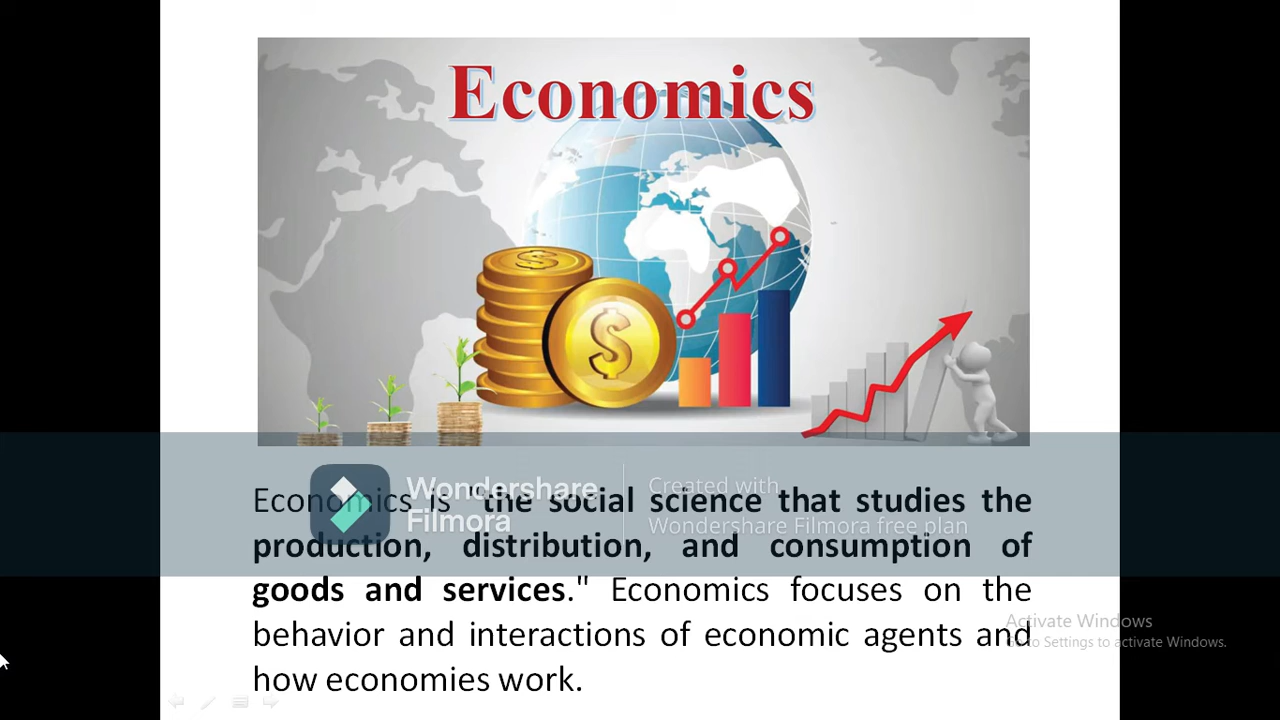 Economics
$
$
Economics is "the social science that studies the
production, distribution, and consumption of
goods and services." Economics focuses on the
behavior and interactions of economic agents and
how economies work.
Wondershare
Filmora
Created with
Wondershare Filmora free plan
Activate Windows
Go to Settings to activate Windows.